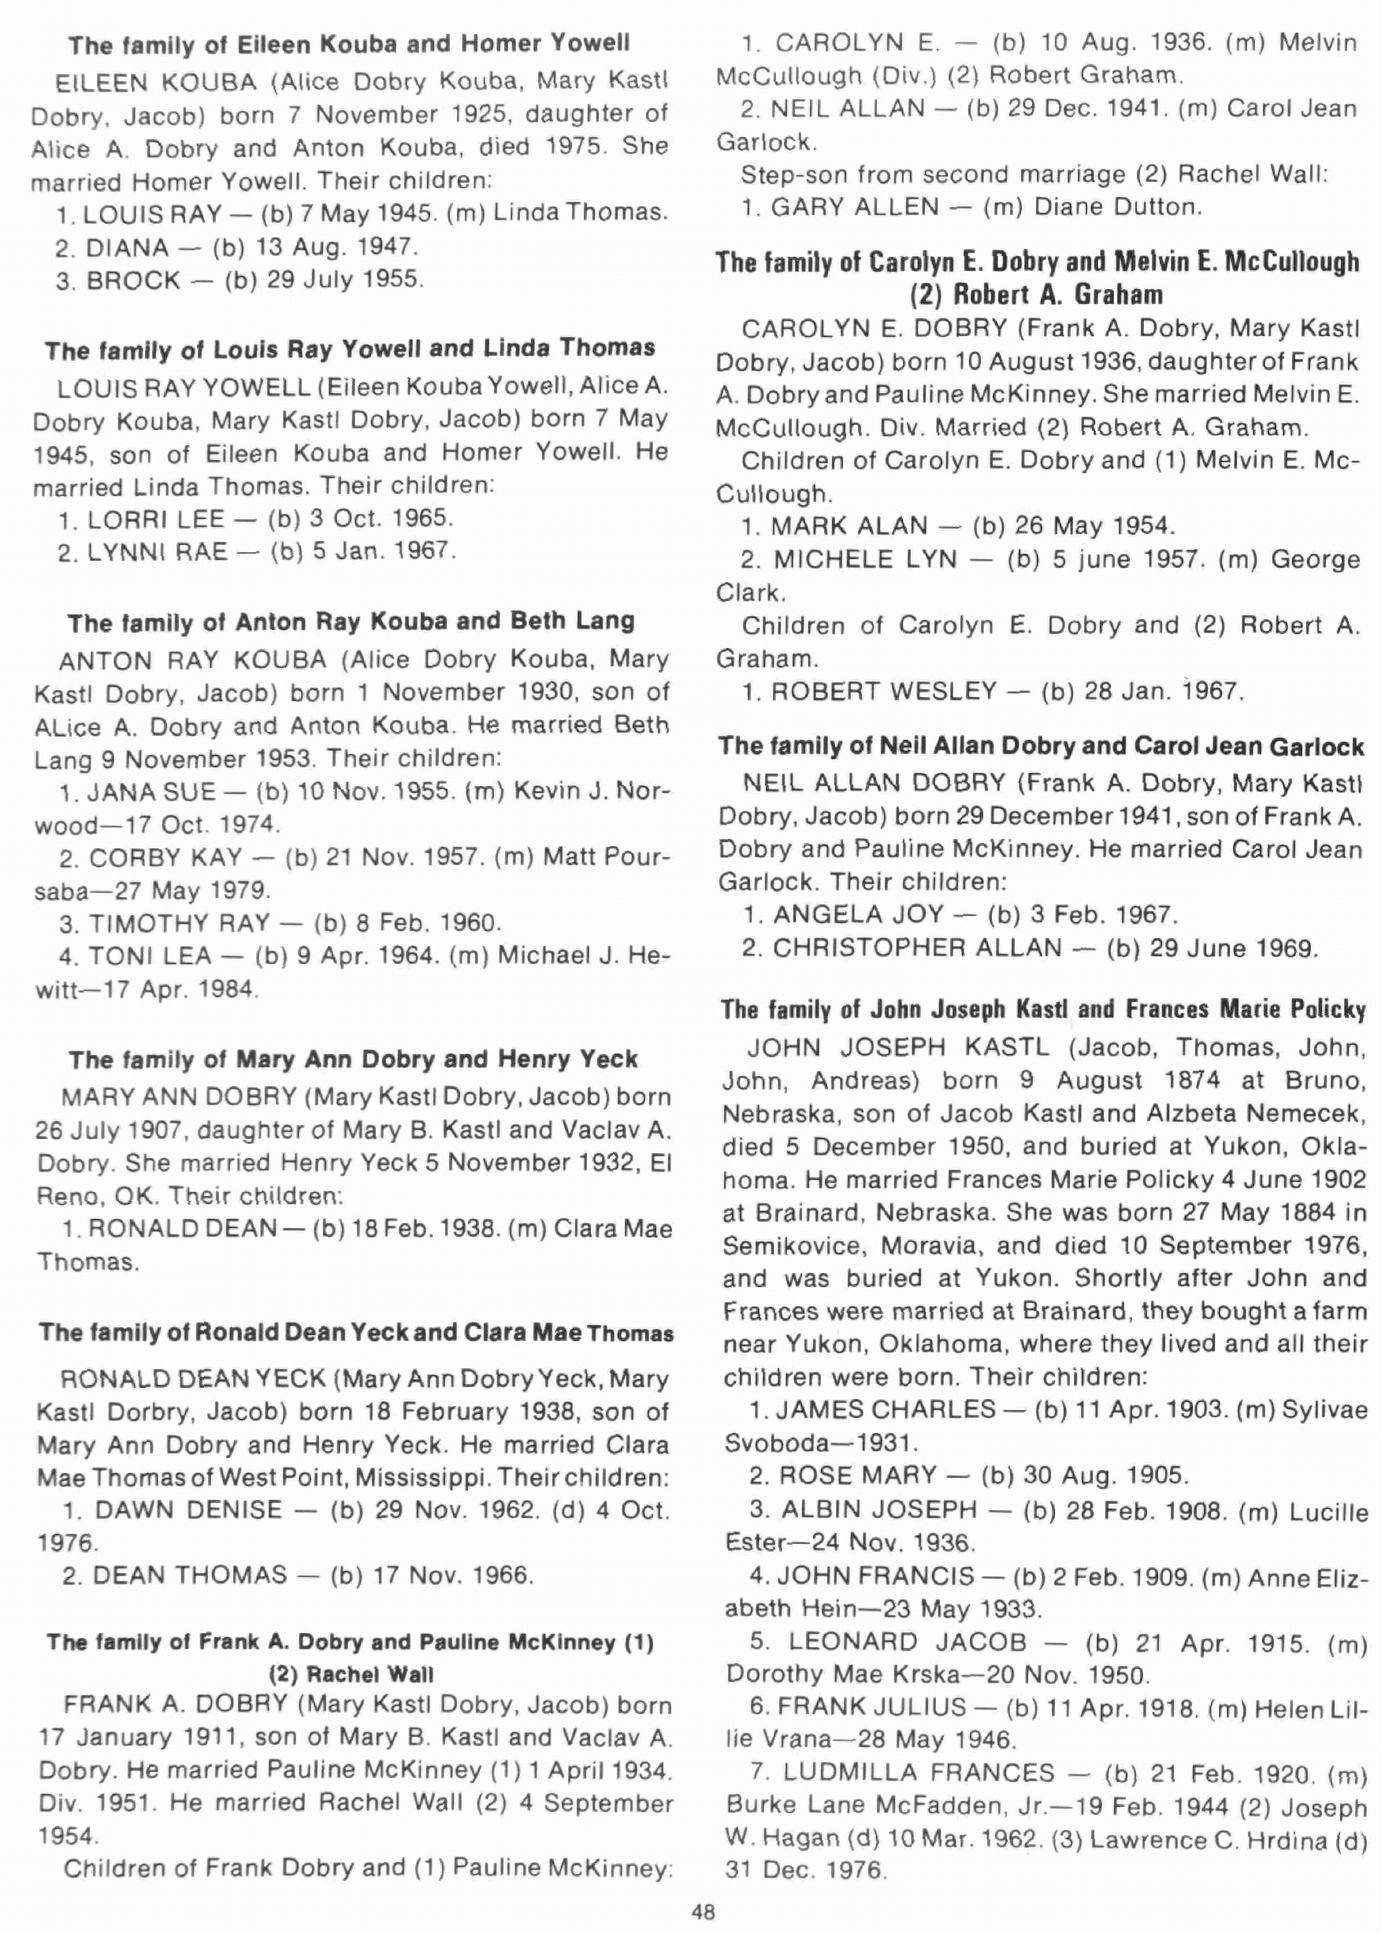 The family of Eileen Kouba and Homer Yowell
EILEEN KOUBA (Alice Dobry Kouba, Mary Kastl
Dobry, Jacob) born 7 November 1925, daughter of
Alice A. Dobry and Anton Kouba, died 1975. She
married Homer Yowell. Their children:
1. LOUIS RAY — (b) 7 May 1945. (m) Linda Thomas.
2. DIANA — (b) 13 Aug. 1947.
3. BROCK — (b) 29 July 1955.
The family of Louis Ray Yowell and Linda Thomas
LOUIS RAY YOWELL (Eileen Kouba Yowell, Alice A.
Dobry Kouba, Mary Kastl Dobry, Jacob) born 7 May
1945, son of Eileen Kouba and Homer Yowell. He
married Linda Thomas. Their children:
1. LORRI LEE — (b) 3 Oct. 1965.
2. LYNNI RAE — (b) 5 Jan. 1967.
The family of Anton Ray Kouba and Beth Lang
ANTON RAY KOUBA (Alice Dobry Kouba, Mary
Kastl Dobry, Jacob) born 1 November 1930, son of
ALice A. Dobry and Anton Kouba. He married Beth
Lang 9 November 1953. Their children:
1. JANA SUE — (b) 10 Nov. 1955. (m) Kevin J. Nor-
wood—17 Oct. 1974.
2. CORBY KAY — (b) 21 Nov. 1957. (m) Matt Pour-
saba—27 May 1979.
3. TIMOTHY RAY — (b) 8 Feb. 1960.
4. TONI LEA — (b) 9 Apr. 1964. (m) Michael J. He-
witt—17 Apr. 1984.
The family of Mary Ann Dobry and Henry Yeck
MARY ANN DOBRY (Mary Kastl Dobry, Jacob) born
26 July 1907, daughter of Mary B. Kastl and Vaclav A.
Dobry. She married Henry Yeck 5 November 1932, El
Reno, OK. Their children:
1. RONALD DEAN — (b) 18 Feb. 1938. (m) Clara Mae
Thomas.
The family of Ronald Dean Yeck and Clara Mae Thomas
RONALD DEAN YECK (Mary Ann Dobry Yeck, Mary
Kastl Dorbry, Jacob) born 18 February 1938, son of
Mary Ann Dobry and Henry Yeck. He married Clara
Mae Thomas of West Point, Mississippi. Their children:
1. DAWN DENISE — (b) 29 Nov. 1962. (d) 4 Oct.
1976.
2. DEAN THOMAS — (b) 17 Nov. 1966.
The family of Frank A. Dobry and Pauline McKinney (1)
(2) Rachel Wall
FRANK A. DOBRY (Mary Kastl Dobry, Jacob) born
17 January 1911, son of Mary B. Kastl and Vaclav A.
Dobry. He married Pauline McKinney (1) 1 April 1934.
Div. 1951. He married Rachel Wall (2) 4 September
1954.
Children of Frank Dobry and (1) Pauline McKinney:
1. CAROLYN E. — (b) 10 Aug. 1936. (m) Melvin
McCullough (Div.) (2) Robert Graham.
2. NEIL ALLAN — (b) 29 Dec. 1941. (m) Carol Jean
Garlock.
Step-son from second marriage (2) Rachel Wall:
1. GARY ALLEN — (m) Diane Dutton.
The family of Carolyn E. Dobry and Melvin E. McCullough
(2) Robert A. Graham
CAROLYN E. DOBRY (Frank A. Dobry, Mary Kastl
Dobry, Jacob) born 10 August 1936, daughter of Frank
A. Dobry and Pauline McKinney. She married Melvin E.
McCullough. Div. Married (2) Robert A. Graham.
Children of Carolyn E. Dobry and (1) Melvin E. Mc-
Cullough.
1. MARK ALAN — (b) 26 May 1954.
2. MICHELE LYN — (b) 5 june 1957. (m) George
Clark.
Children of Carolyn E. Dobry and (2) Robert A.
Graham.
1. ROBERT WESLEY — (b) 28 Jan. 1967.
The family of Neil Allan Dobry and Carol Jean Garlock
NEIL ALLAN DOBRY (Frank A. Dobry, Mary Kastl
Dobry, Jacob) born 29 December 1941, son of Frank A.
Dobry and Pauline McKinney. He married Carol Jean
Garlock. Their children:
1. ANGELA JOY — (b) 3 Feb. 1967.
2. CHRISTOPHER ALLAN — (b) 29 June 1969.
The family of John Joseph Kastl and Frances Marie Policky
JOHN JOSEPH KASTL (Jacob, Thomas, John,
John, Andreas) born 9 August 1874 at Bruno,
Nebraska, son of Jacob Kastl and Alzbeta Nemecek,
died 5 December 1950, and buried at Yukon, Okla-
homa. He married Frances Marie Policky 4 June 1902
at Brainard, Nebraska. She was born 27 May 1884 in
Semikovice, Moravia, and died 10 September 1976,
and was buried at Yukon. Shortly after John and
Frances were married at Brainard, they bought a farm
near Yukon, Oklahoma, where they lived and all their
children were born. Their children:
1. JAMES CHARLES — (b) 11 Apr. 1903. (m) Sylivae
Svoboda—1931.
2. ROSE MARY — (b) 30 Aug. 1905.
3. ALBIN JOSEPH — (b) 28 Feb. 1908. (m) Lucille
Ester—24 Nov. 1936.
4. JOHN FRANCIS — (b) 2 Feb. 1909. (m) Anne Eliz-
abeth Hein—23 May 1933.
5. LEONARD JACOB — (b) 21 Apr. 1915. (m)
Dorothy Mae Krska—20 Nov. 1950.
6. FRANK JULIUS — (b) 11 Apr. 1918. (m) Helen Lil-
lie Vrana—28 May 1946.
7. LUDMILLA FRANCES — (b) 21 Feb. 1920. (m)
Burke Lane McFadden, Jr.—19 Feb. 1944 (2) Joseph
W. Hagan (d) 10 Mar. 1962. (3) Lawrence C. Hrdina (d)
31 Dec. 1976.
48